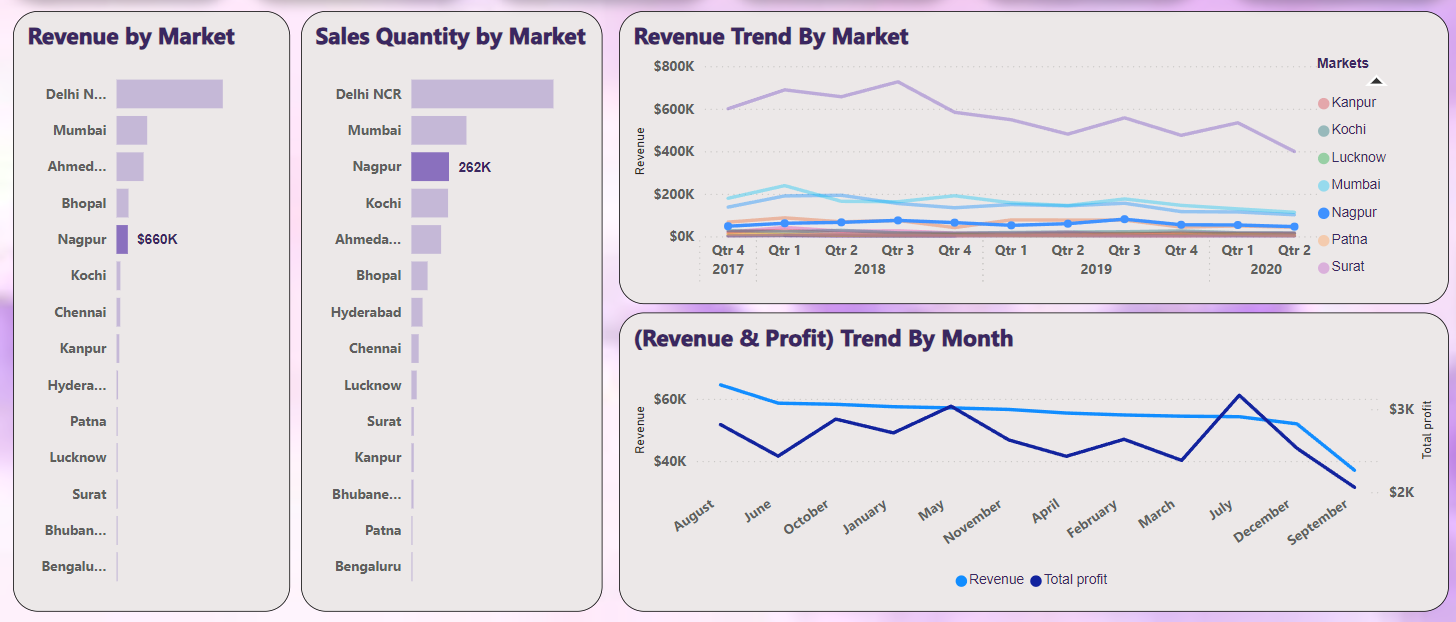 Revenue by Market
Delhi N...
Mumbai
Ahmed...
Bhopal
Nagpur $660K
Kochi
Chennai
Kanpur
Hydera...
Patna
Lucknow
Surat
Bhuban...
Bengalu...
Sales Quantity by Market
Delhi NCR
Mumbai
Nagpur 262K
Kochi
Ahmeda...
Bhopal
Hyderabad
Chennai
Lucknow
Surat
Kanpur
Bhubane...
Patna
Bengaluru
Revenue Trend By Market
Revenue
$800K
$600K
$400K
$200K
$0K
Qtr 4 Qtr 1 Qtr 2 Qtr 3 Qtr 4 Qtr 1 Qtr 2 Qtr 3 Qtr 4 Qtr 1 Qtr 2
2017 2018 2019 2020
Markets
Kanpur
Kochi
Lucknow
Mumbai
Nagpur
Patna
Surat
(Revenue & Profit) Trend By Month
Revenue
$60K
$40K
$3K
$2K
Total profit
August June October January May November April February March July December September
Revenue Total profit